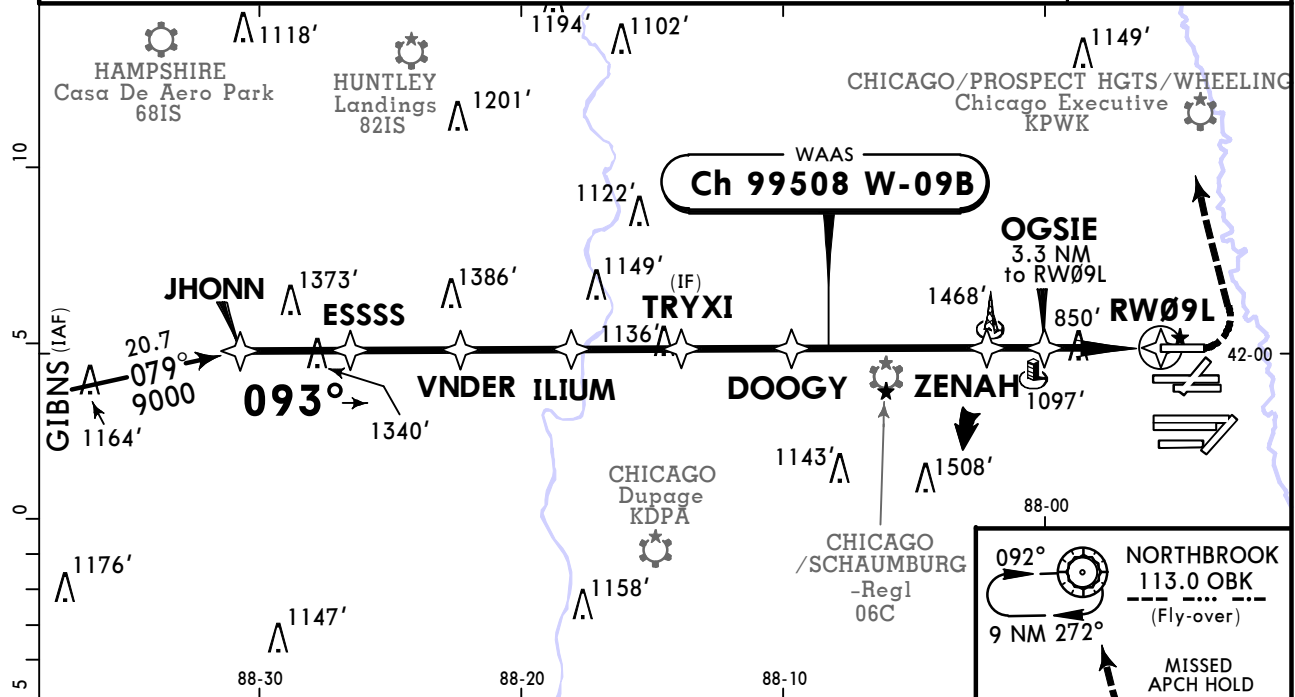 1118'
1194'
1102'
1149'
HAMPSHIRE
Casa De Aero Park
68IS
HUNTLEY
Landings
82IS
1201'
CHICAGO/PROSPECT HGTS/WHEELING
Chicago Executive
KPWK
10
WAAS
Ch 99508 W-09B
1122'
OGSIE
3.3 NM
to RWØ9L
JHONN
1373'
ESSSS
1386'
1149'
(IF)
TRYXI
1136'
1468'
850'
RWØ9L
5
42-00
GIBNS (IAF)
20.7
079°
9000
1164'
093°
1340'
VNDER
ILIUM
DOOGY
ZENAH
1097'
1143'
1508'
CHICAGO
Dupage
KDPA
0
88-00
CHICAGO
/SCHAUMBURG
-Regl
06C
1176'
1147'
1158'
092°
NORTHBROOK
113.0 OBK
(Fly-over)
9 NM 272°
MISSED
APCH HOLD
5
88-30
88-20
88-10